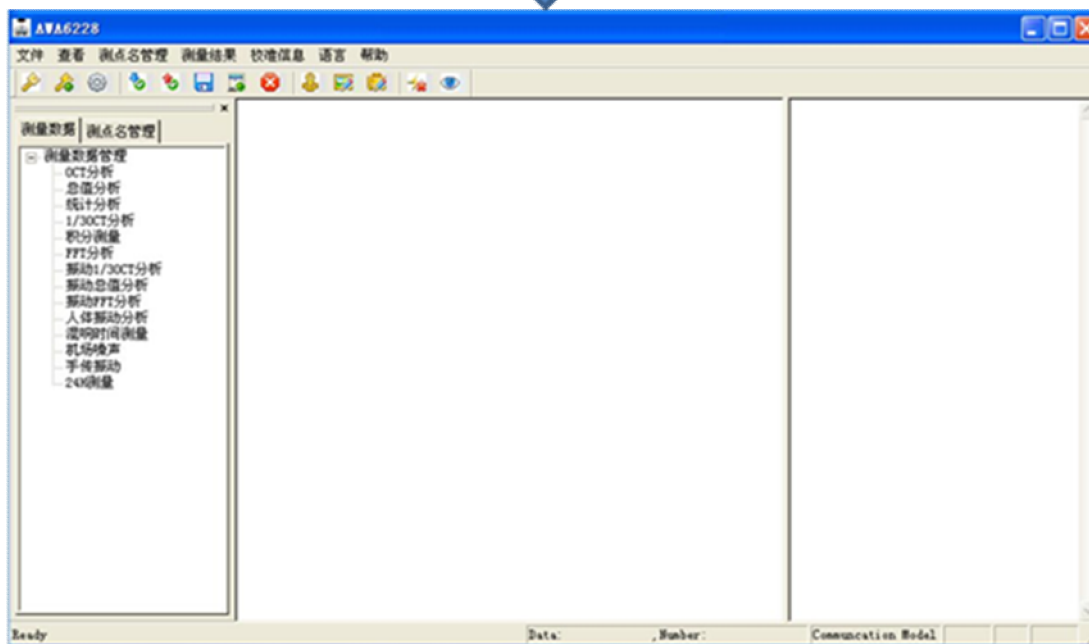 AWA6228
文件 查看 测点名管理 测量结果 校准信息 语言 帮助
测量数据 测点名管理
测量数据管理
OCT分析
总值分析
统计分析
1/3OCT分析
积分测量
FFT分析
振动1/3OCT分析
振动总值分析
振动FFT分析
人体振动分析
混响时间测量
机场噪声
手传振动
24H测量
Ready Data: ,Number: Communcation Model